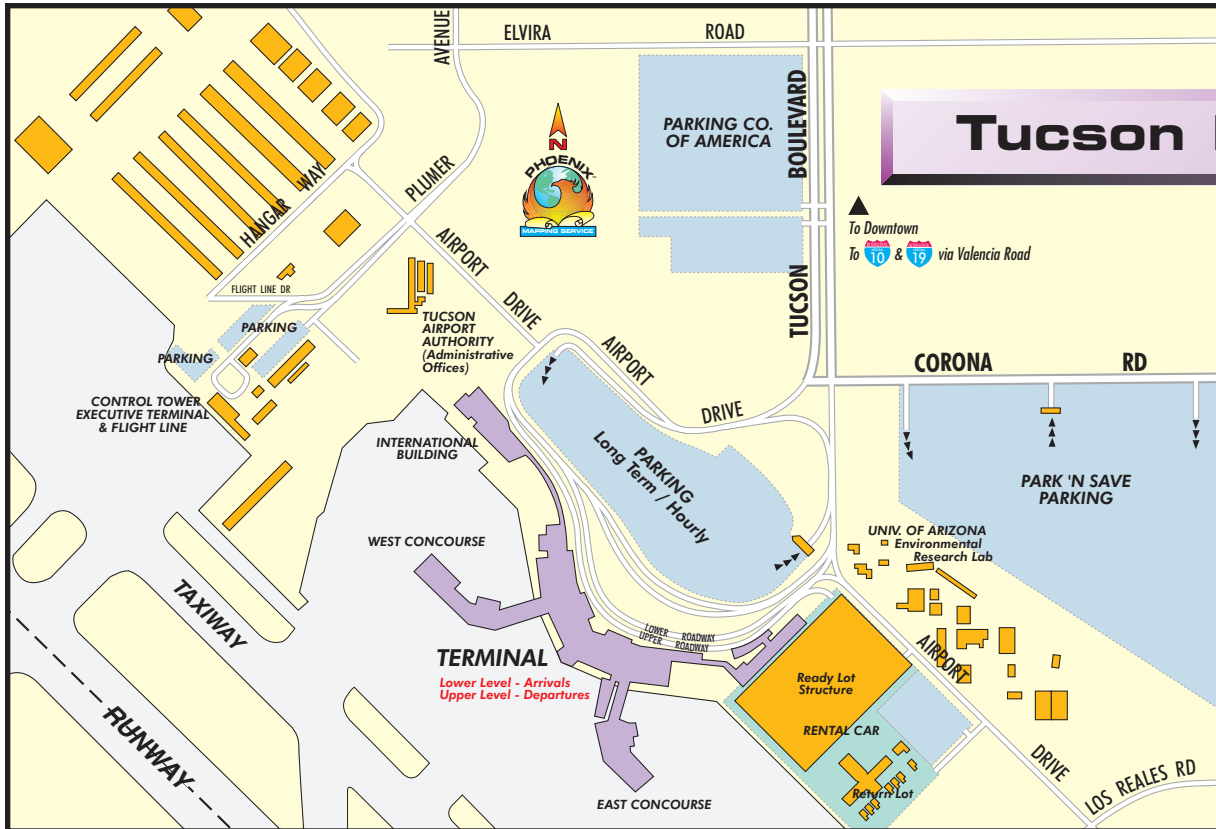 ELVIRA ROAD
AVENUE
BOULEVARD
PARKING CO.
OF AMERICA
Tucson
N
PHOENIX
MAPPING SERVICE
HANGAR WAY
PLUMER
To Downtown
To 10 & 19 via Valencia Road
AIRPORT DRIVE
FLIGHT LINE DR
TUCSON
TUCSON
AIRPORT
AUTHORITY
(Administrative
Offices)
PARKING
PARKING
AIRPORT DRIVE
CORONA RD
CONTROL TOWER
EXECUTIVE TERMINAL
& FLIGHT LINE
INTERNATIONAL
BUILDING
PARKING
Long Term / Hourly
PARK 'N SAVE
PARKING
UNIV. OF ARIZONA
Environmental
Research Lab
WEST CONCOURSE
TAXIWAY
LOWER ROADWAY
UPPER ROADWAY
TERMINAL
Lower Level - Arrivals
Upper Level - Departures
AIRPORT DRIVE
Ready Lot
Structure
RENTAL CAR
RUNWAY
Return Lot
EAST CONCOURSE
LOS REALES RD